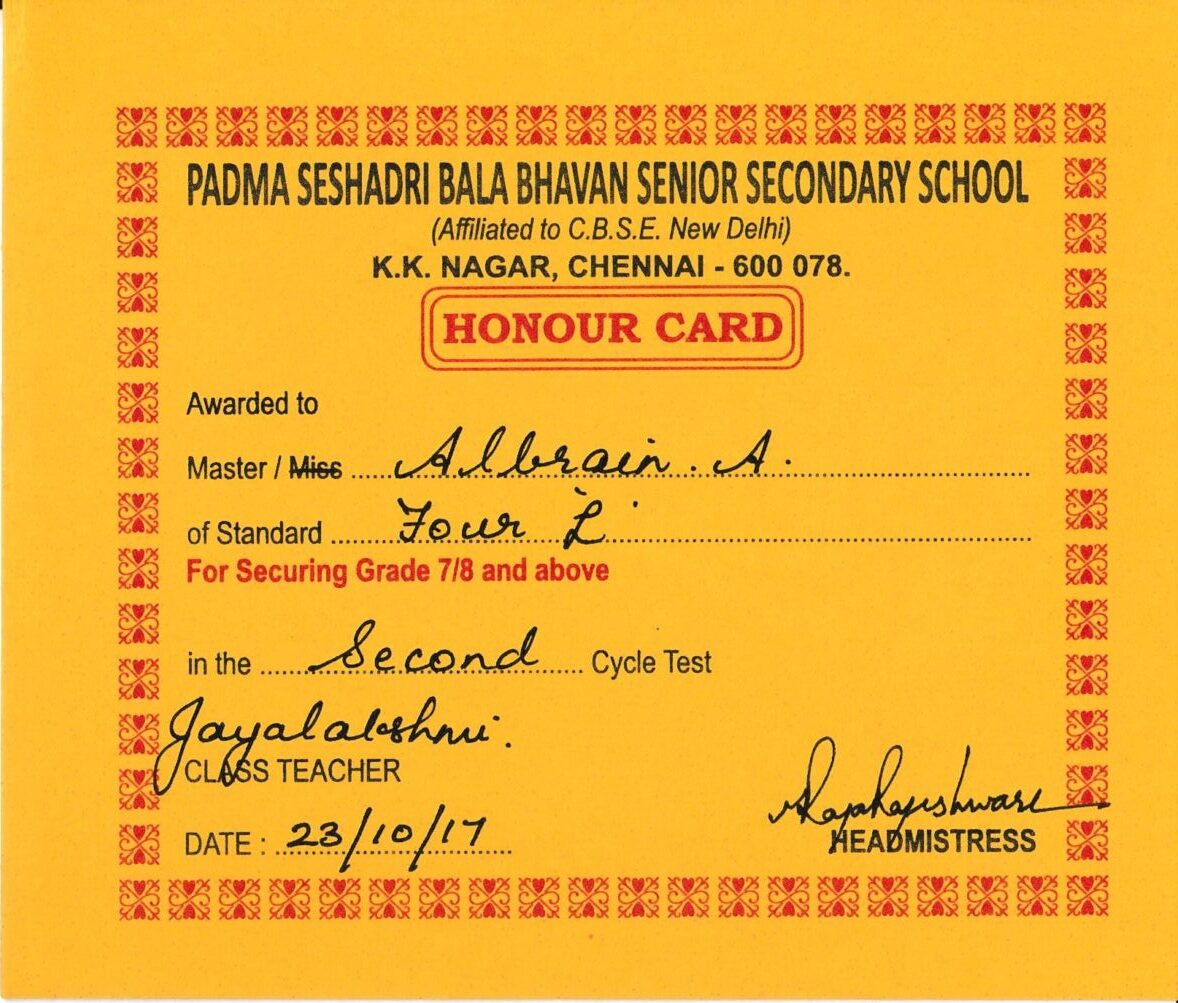 PADMA SESHADRI BALA BHAVAN SENIOR SECONDARY SCHOOL
(Affiliated to C.B.S.E. New Delhi)
K.K. NAGAR, CHENNAI - 600 078.
HONOUR CARD
Awarded to
Master / Miss Albrain. A.
of Standard Four L
For Securing Grade 7/8 and above
in the Second Cycle Test
Jayalakshmi.
CLASS TEACHER
Rajarajeshwari
HEADMISTRESS
DATE : 23/10/17